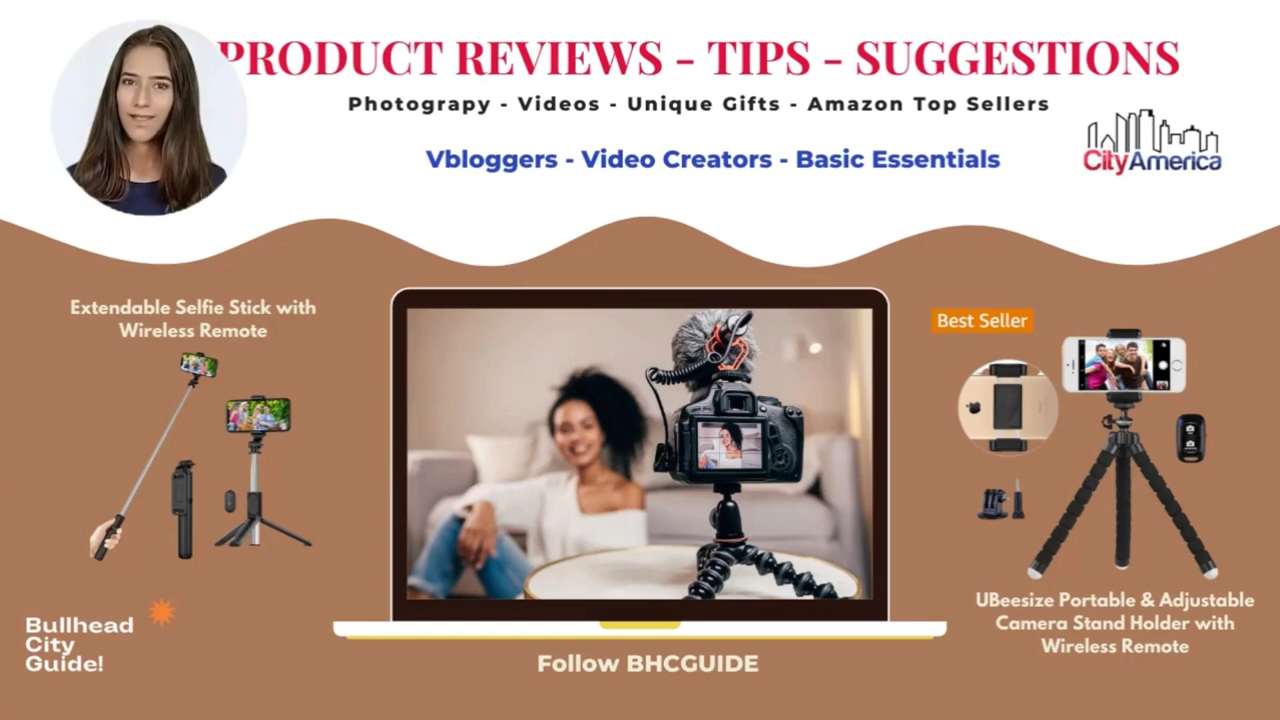 PRODUCT REVIEWS - TIPS - SUGGESTIONS
Photograpy - Videos - Unique Gifts - Amazon Top Sellers
Vbloggers - Video Creators - Basic Essentials
CityAmerica
Extendable Selfie Stick with
Wireless Remote
Best Seller
UBeesize Portable & Adjustable
Camera Stand Holder with
Wireless Remote
Bullhead
City
Guide!
Follow BHCGUIDE